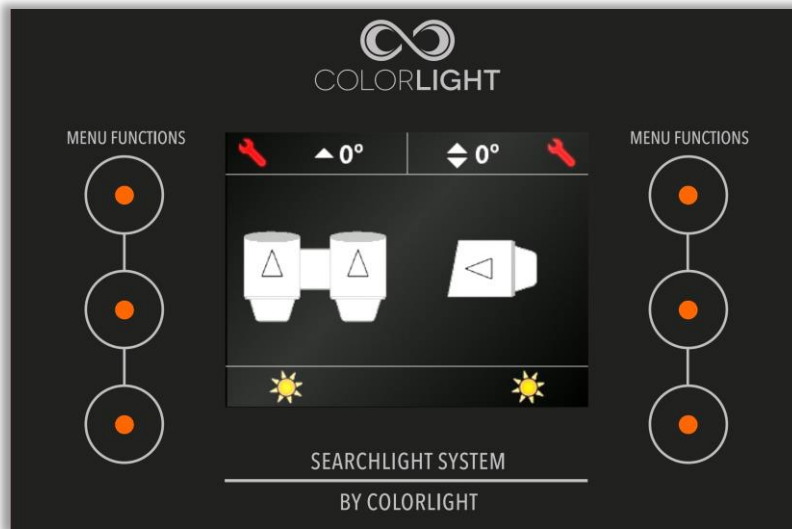 COLORLIGHT
MENU FUNCTIONS
MENU FUNCTIONS
0°
0°
SEARCHLIGHT SYSTEM
BY COLORLIGHT